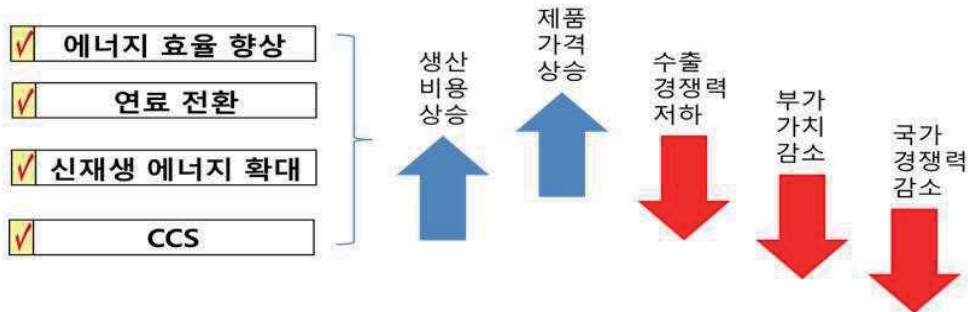 에너지 효율 향상
연료 전환
신재생 에너지 확대
CCS
생산
비용
상승
제품
가격
상승
수출
경쟁력
저하
부가
가치
감소
국가
경쟁력
감소